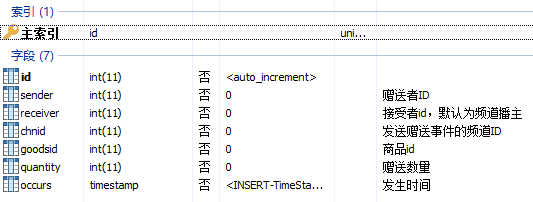 索引 (1)
主索引 id uni...
字段 (7)
id int(11) 否 <auto_increment>
sender int(11) 否 0 赠送者ID
receiver int(11) 否 0 接受者id，默认为频道播主
chnid int(11) 否 0 发送赠送事件的频道ID
goodsid int(11) 否 0 商品id
quantity int(11) 否 0 赠送数量
occurs timestamp 否 <INSERT-TimeSta... 发生时间